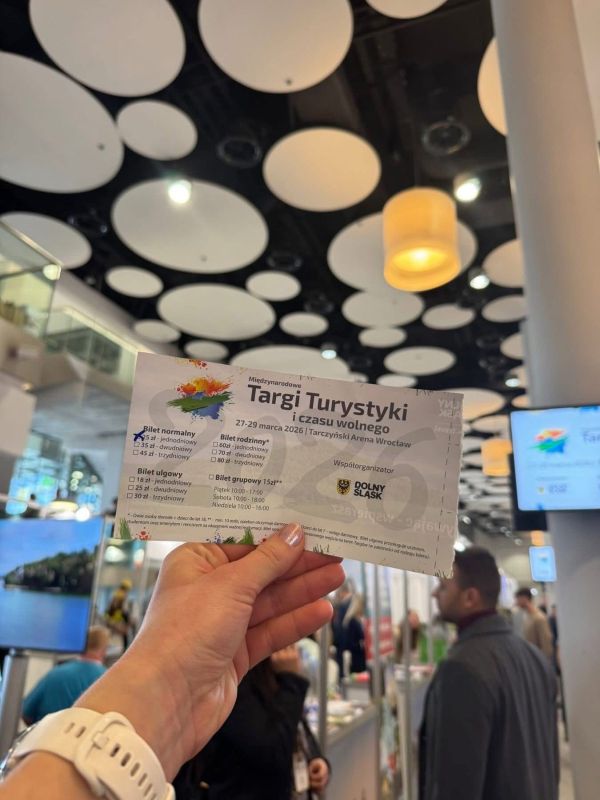 Międzynarodowe
Targi Turystyki
i czasu wolnego
27-29 marca 2026 | Tarczyński Arena Wrocław
Bilet normalny
25 zł - jednodniowy
35 zł - dwudniowy
45 zł - trzydniowy
Bilet ulgowy
18 zł - jednodniowy
25 zł - dwudniowy
30 zł - trzydniowy
Bilet rodzinny*
60zł - jednodniowy
70 zł - dwudniowy
80 zł - trzydniowy
Bilet grupowy 15zł**
Piątek 10:00 - 17:00
Sobota 10:00 - 18:00
Niedziela 10:00 - 16:00
Współorganizator
DOLNY
ŚLĄSK
2026